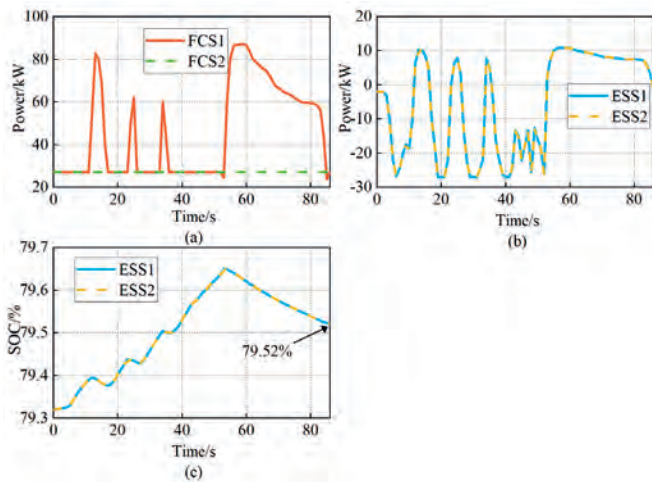 100
80
60
40
20
Power/kW
FCS1
FCS2
0 20 40 60 80
Time/s
(a)
20
10
0
-10
-20
-30
Power/kW
ESS1
ESS2
0 20 40 60 80
Time/s
(b)
79.7
79.6
79.5
79.4
79.3
SOC/%
ESS1
ESS2
79.52%
0 20 40 60 80
Time/s
(c)